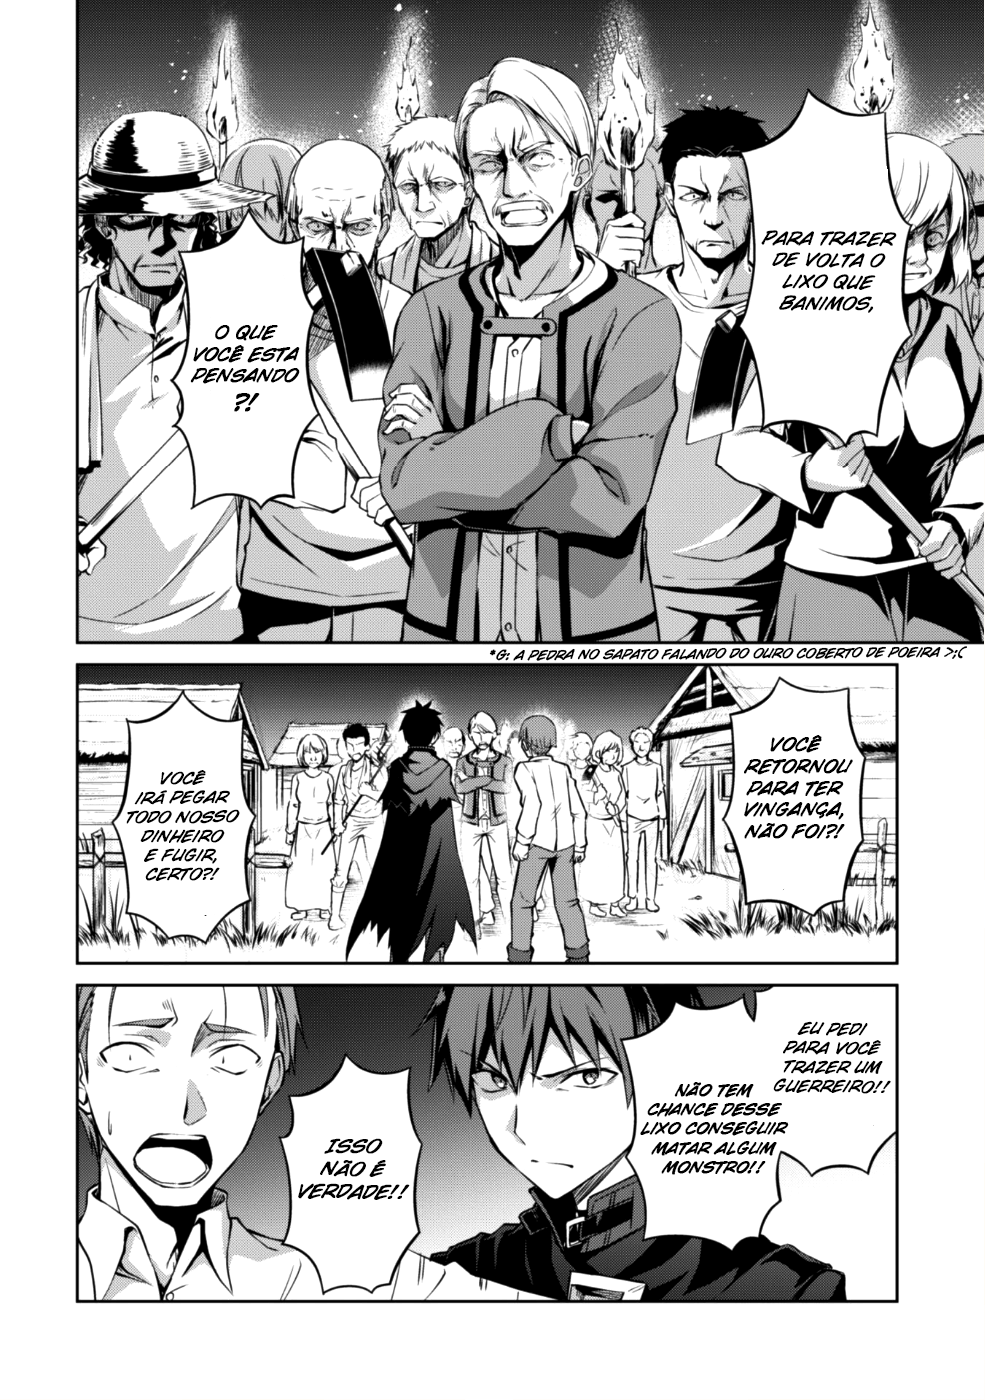 PARA TRAZER
DE VOLTA O
LIXO QUE
BANIMOS,
O QUE
VOCÊ ESTA
PENSANDO
?!
*G: A PEDRA NO SAPATO FALANDO DO OURO COBERTO DE POEIRA >;(
VOCÊ
RETORNOU
PARA TER
VINGANÇA,
NÃO FOI?!
VOCÊ
IRÁ PEGAR
TODO NOSSO
DINHEIRO
E FUGIR,
CERTO?!
EU PEDI
PARA VOCÊ
TRAZER UM
GUERREIRO!!
NÃO TEM
CHANCE DESSE
LIXO CONSEGUIR
MATAR ALGUM
MONSTRO!!
ISSO
NÃO É
VERDADE!!